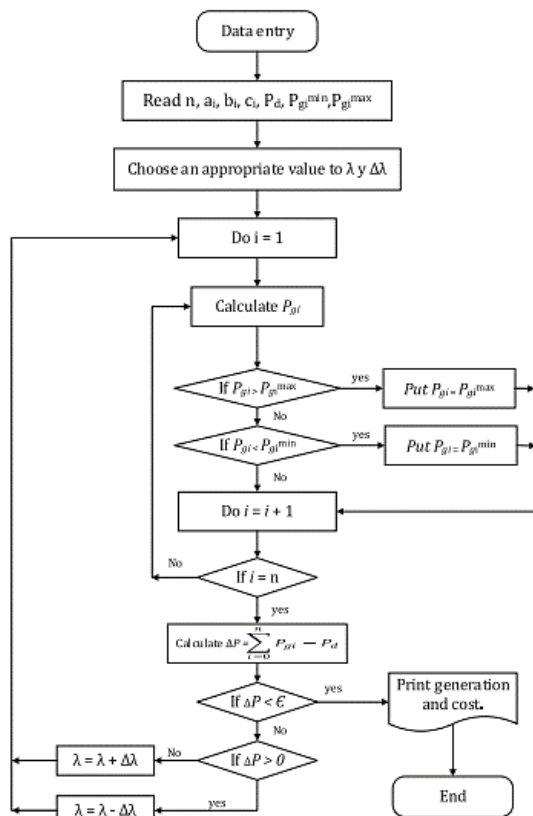 Data entry
Read n, aᵢ, bᵢ, cᵢ, P_d, P_gi^min, P_gi^max
Choose an appropriate value to λ y Δλ
Do i = 1
Calculate P_gi
If P_gi > P_gi^max
yes
Put P_gi = P_gi^max
No
If P_gi < P_gi^min
yes
Put P_gi = P_gi^min
No
Do i = i + 1
No
If i = n
yes
Calculate ΔP = ∑_{i=0}^{n} P_gi − P_d
If ΔP < Є
yes
Print generation
and cost.
No
λ = λ + Δλ
No
If ΔP > 0
End
λ = λ - Δλ
yes